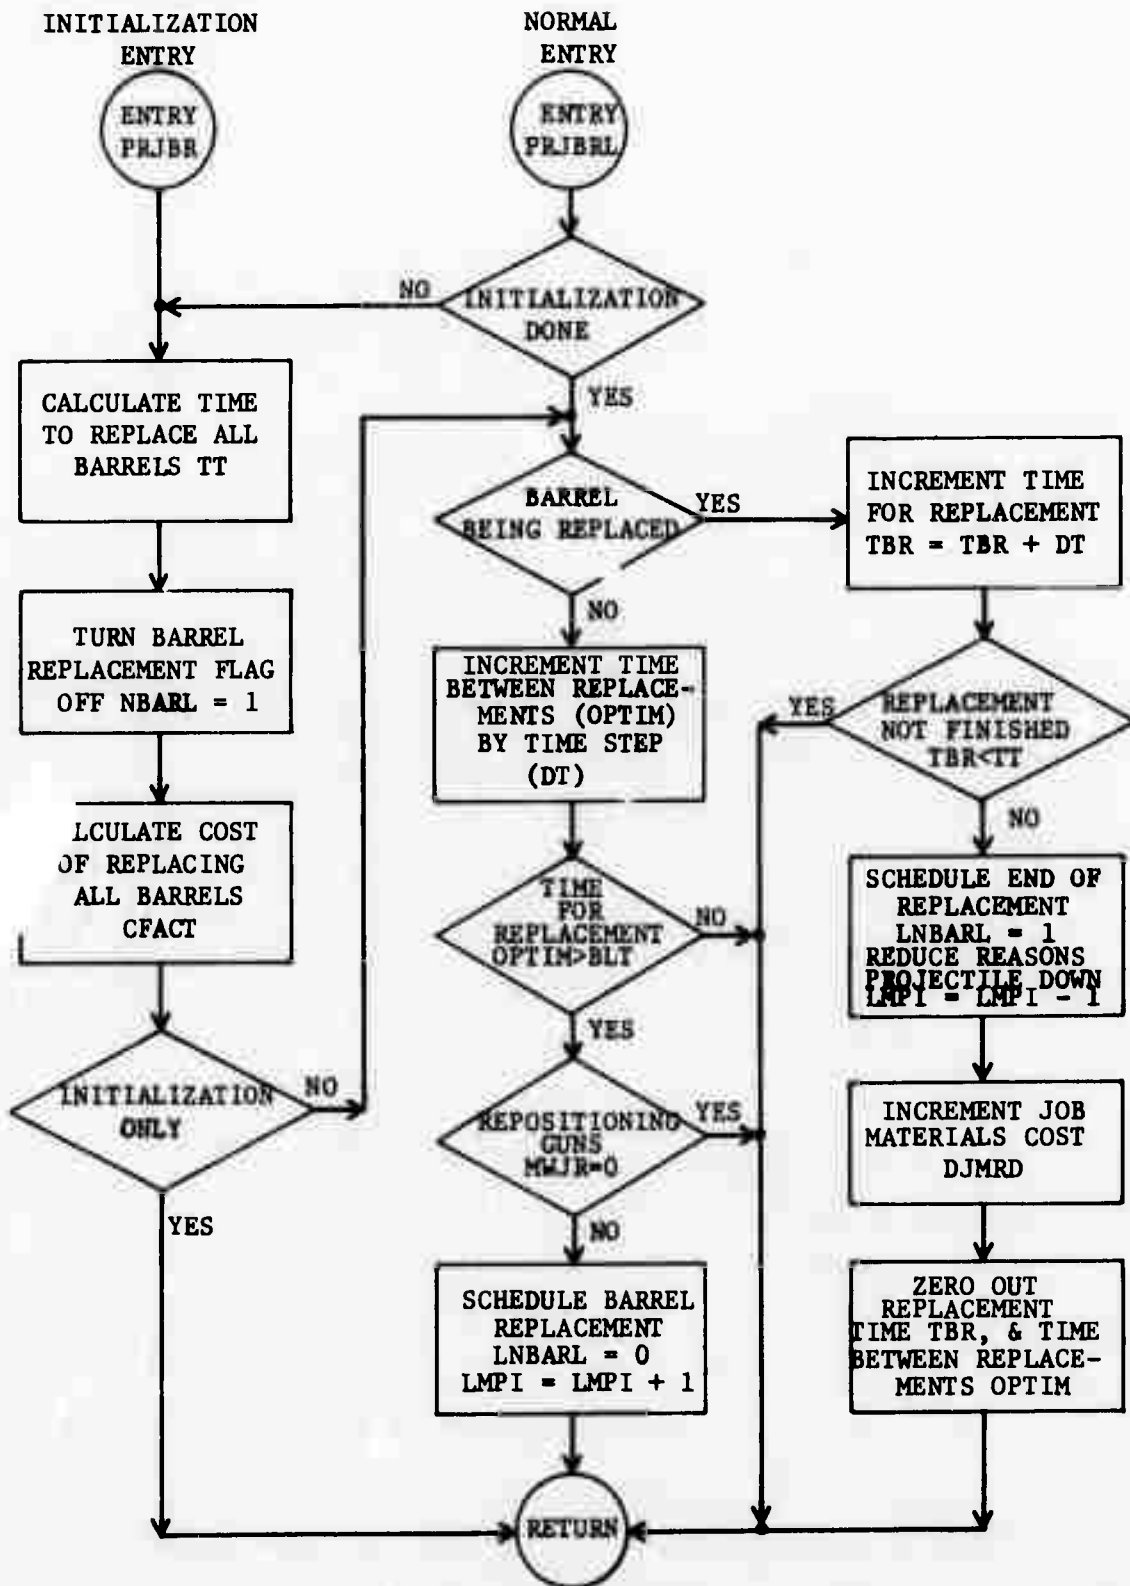 INITIALIZATION
ENTRY
ENTRY
PRJBR
NORMAL
ENTRY
ENTRY
PRJBRL
NO
INITIALIZATION
DONE
YES
CALCULATE TIME
TO REPLACE ALL
BARRELS TT
TURN BARREL
REPLACEMENT FLAG
OFF NBARL = 1
LCULATE COST
OF REPLACING
ALL BARRELS
CFACT
INITIALIZATION
ONLY
NO
YES
BARREL
BEING REPLACED
YES
NO
INCREMENT TIME
BETWEEN REPLACE-
MENTS (OPTIM)
BY TIME STEP
(DT)
TIME
FOR
REPLACEMENT
OPTIM>BLT
NO
YES
REPOSITIONING
GUNS
MWJR=0
YES
NO
SCHEDULE BARREL
REPLACEMENT
LNBARL = 0
LMPI = LMPI + 1
INCREMENT TIME
FOR REPLACEMENT
TBR = TBR + DT
YES
REPLACEMENT
NOT FINISHED
TBR<TT
NO
SCHEDULE END OF
REPLACEMENT
LNBARL = 1
REDUCE REASONS
PROJECTILE DOWN
LMPI = LMPI - 1
INCREMENT JOB
MATERIALS COST
DJMRD
ZERO OUT
REPLACEMENT
TIME TBR, & TIME
BETWEEN REPLACE-
MENTS OPTIM
RETURN